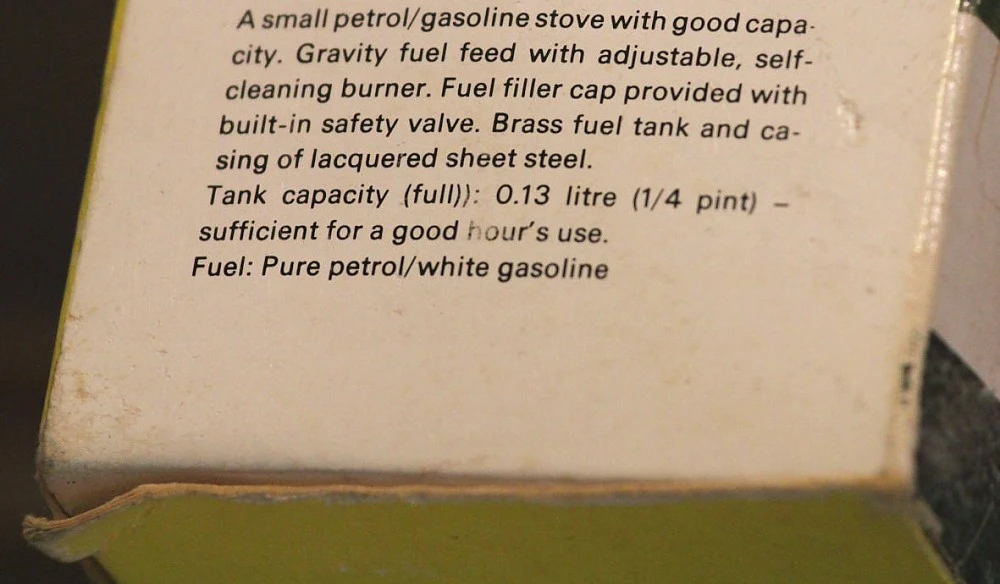 A small petrol/gasoline stove with good capa-
city. Gravity fuel feed with adjustable, self-
cleaning burner. Fuel filler cap provided with
built-in safety valve. Brass fuel tank and ca-
sing of lacquered sheet steel.
Tank capacity (full)): 0.13 litre (1/4 pint) –
sufficient for a good hour's use.
Fuel: Pure petrol/white gasoline